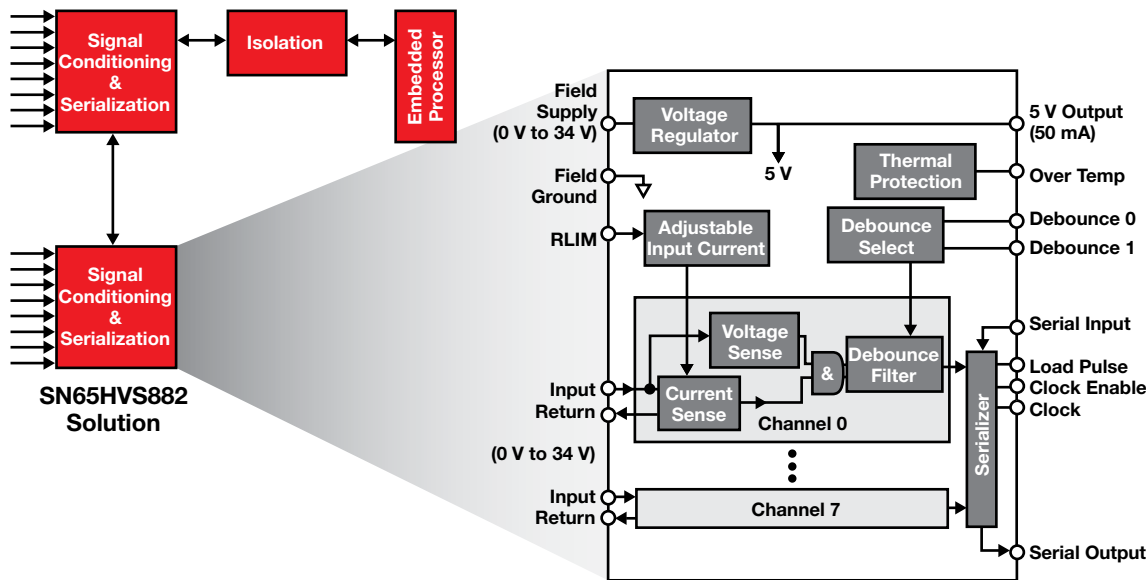 Signal
Conditioning
&
Serialization
Isolation
Embedded
Processor
Signal
Conditioning
&
Serialization
SN65HVS882
Solution
Field
Supply
(0 V to 34 V)
Voltage
Regulator
5 V Output
(50 mA)
5 V
Thermal
Protection
Over Temp
Field
Ground
RLIM
Adjustable
Input Current
Debounce
Select
Debounce 0
Debounce 1
Voltage
Sense
Debounce
Filter
&
Current
Sense
Channel 0
Input
Return
(0 V to 34 V)
Serial Input
Load Pulse
Clock Enable
Clock
Serializer
Input
Return
Channel 7
Serial Output